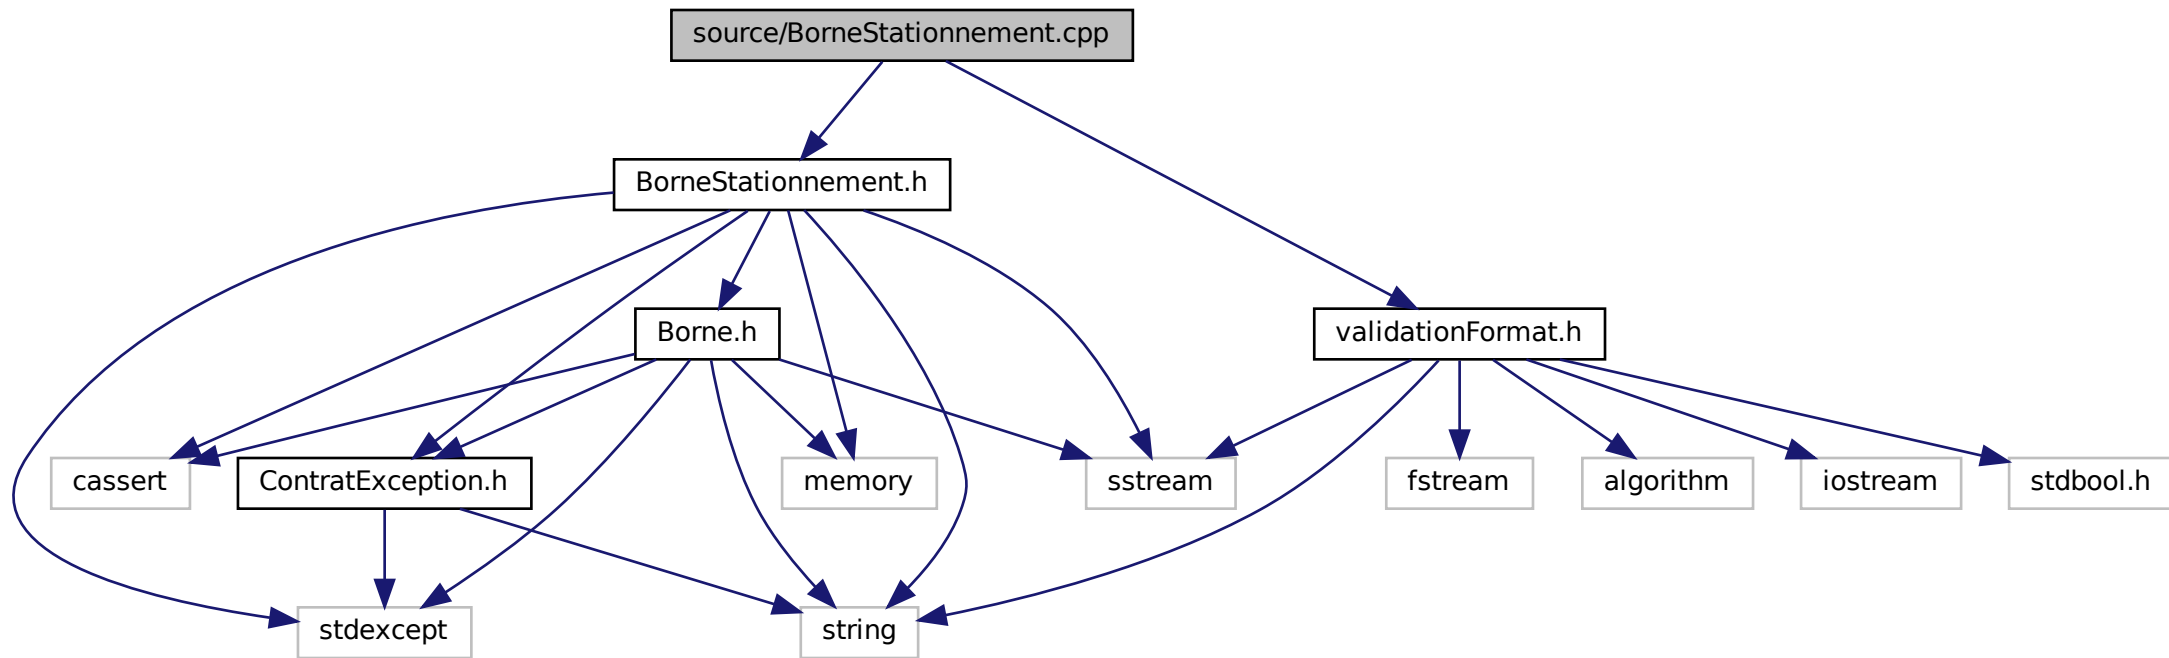 source/BorneStationnement.cpp
BorneStationnement.h
Borne.h
validationFormat.h
cassert
ContratException.h
memory
sstream
fstream
algorithm
iostream
stdbool.h
stdexcept
string